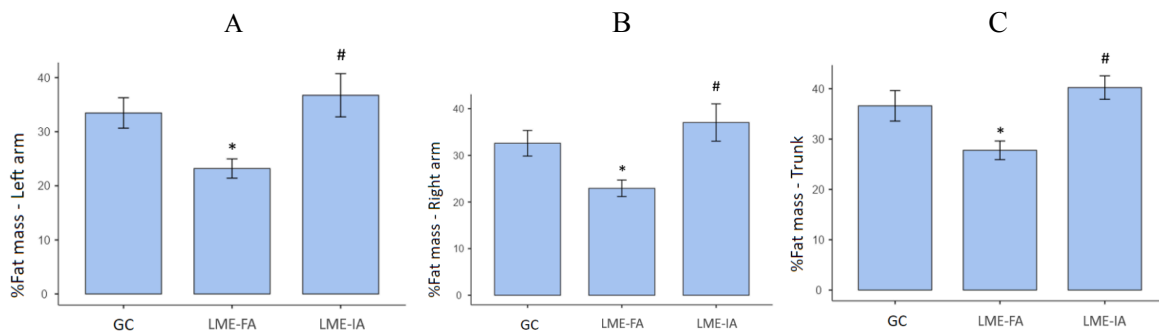 A
%Fat mass - Left arm
40
30
20
10
0
#
*
GC LME-FA LME-IA
B
%Fat mass - Right arm
40
30
20
10
0
#
*
GC LME-FA LME-IA
C
%Fat mass - Trunk
40
30
20
10
0
#
*
GC LME-FA LME-IA